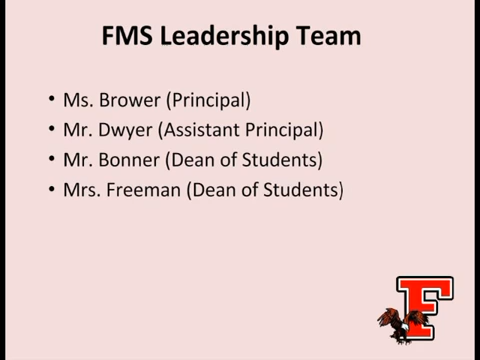 FMS Leadership Team
• Ms. Brower (Principal)
• Mr. Dwyer (Assistant Principal)
• Mr. Bonner (Dean of Students)
• Mrs. Freeman (Dean of Students)
F